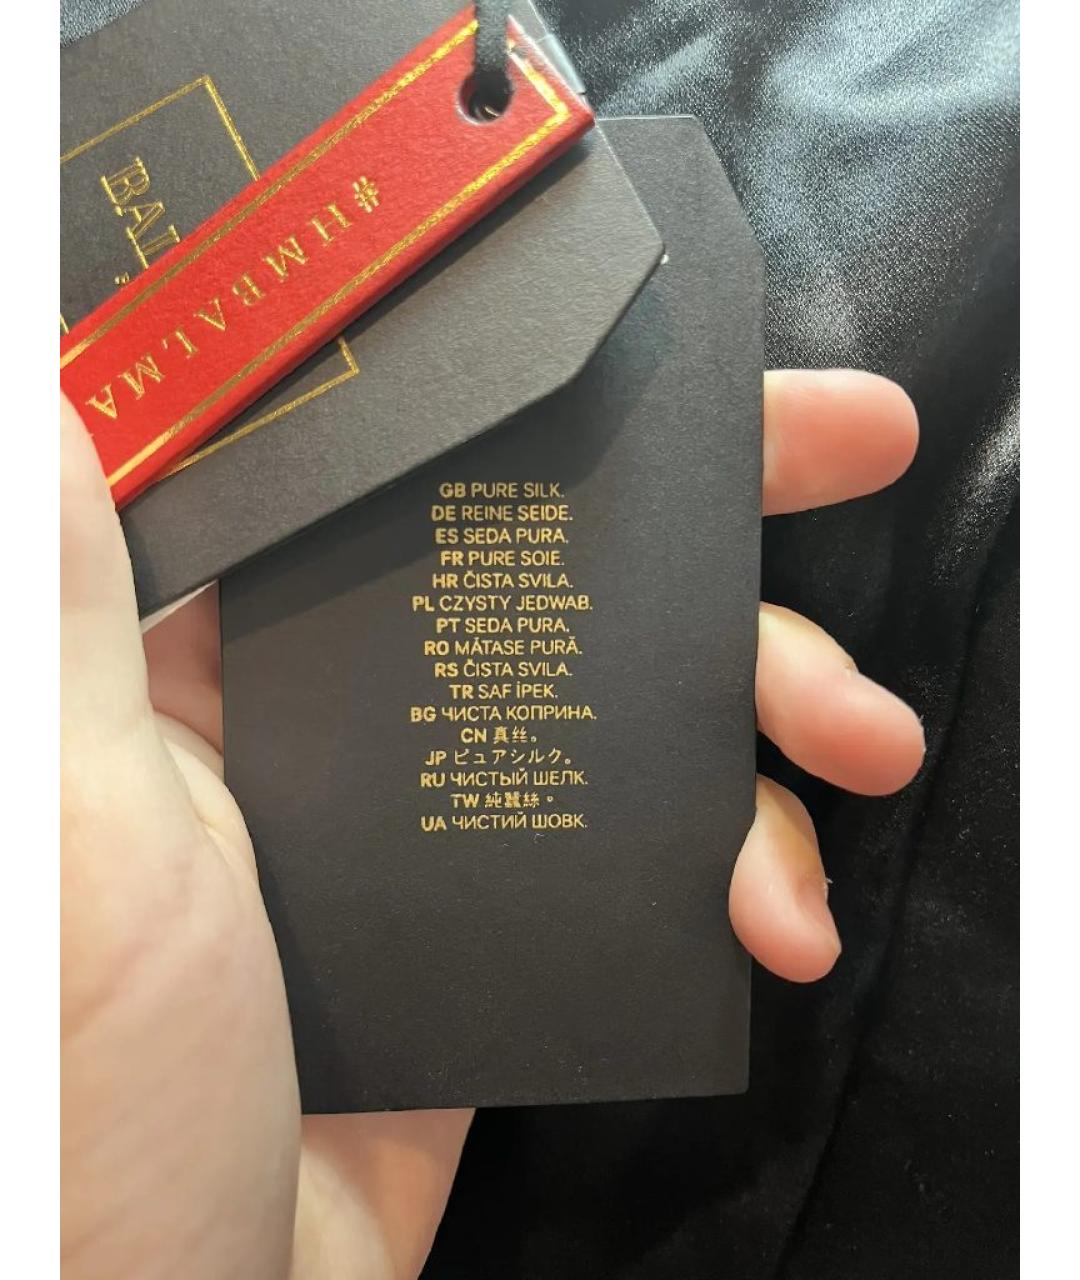 BAL
#HMBALMA
GB PURE SILK.
DE REINE SEIDE.
ES SEDA PURA.
FR PURE SOIE.
HR ČISTA SVILA.
PL CZYSTY JEDWAB.
PT SEDA PURA.
RO MĂTASE PURĂ.
RS ČISTA SVILA.
TR SAF İPEK.
BG ЧИСТА КОПРИНА.
CN 真丝。
JP ピュアシルク。
RU ЧИСТЫЙ ШЕЛК.
TW 純蠶絲。
UA ЧИСТИЙ ШОВК.